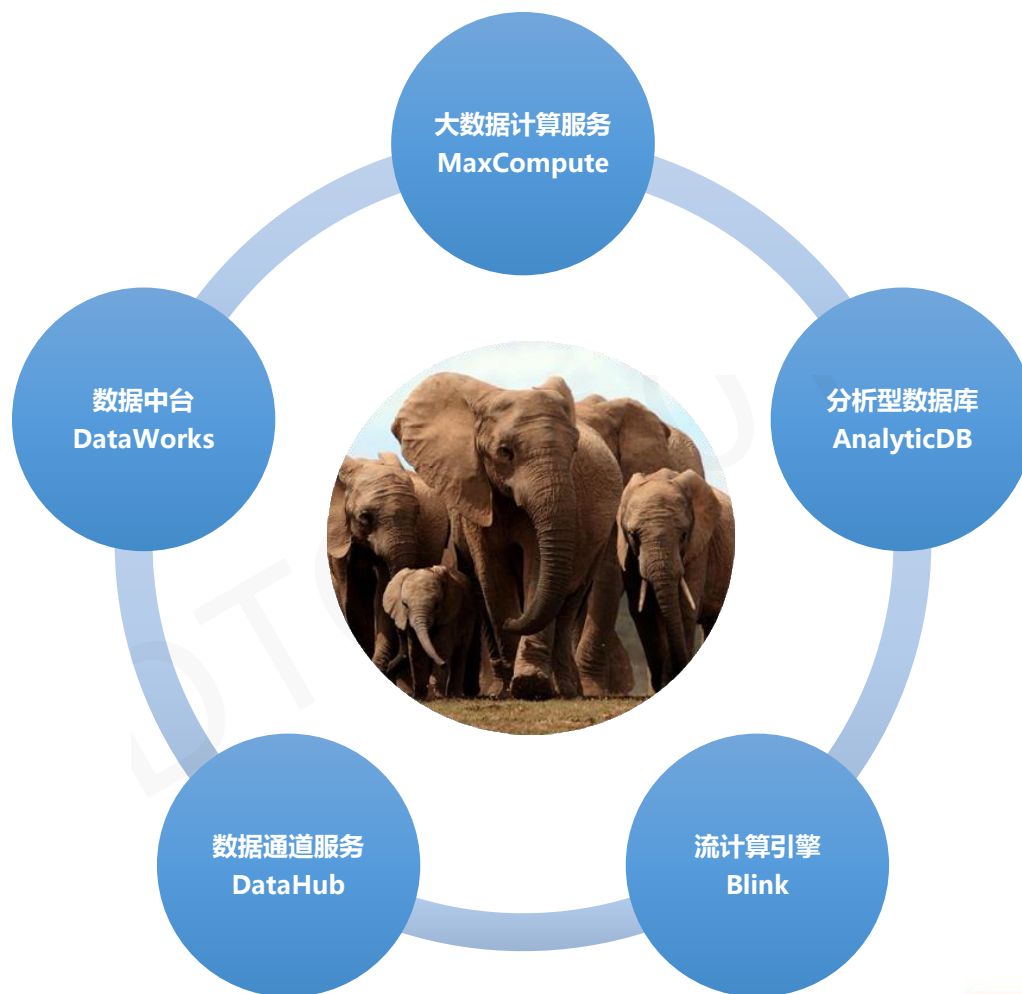 大数据计算服务
MaxCompute
数据中台
DataWorks
分析型数据库
AnalyticDB
数据通道服务
DataHub
流计算引擎
Blink